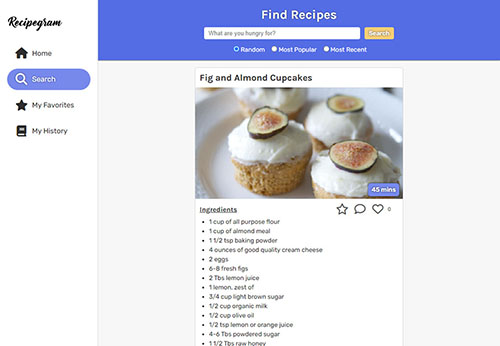 Recipegram
Home
Search
My Favorites
My History
Find Recipes
What are you hungry for?
Search
Random
Most Popular
Most Recent
Fig and Almond Cupcakes
45 mins
Ingredients
0
1 cup of all purpose flour
1 cup of almond meal
1 1/2 tsp baking powder
4 ounces of good quality cream cheese
2 eggs
6-8 fresh figs
2 Tbs lemon juice
1 lemon, zest of
3/4 cup light brown sugar
1/2 cup organic milk
1/2 cup olive oil
1/2 tsp lemon or orange juice
4-6 Tbs powdered sugar
1 1/2 Tbs raw honey